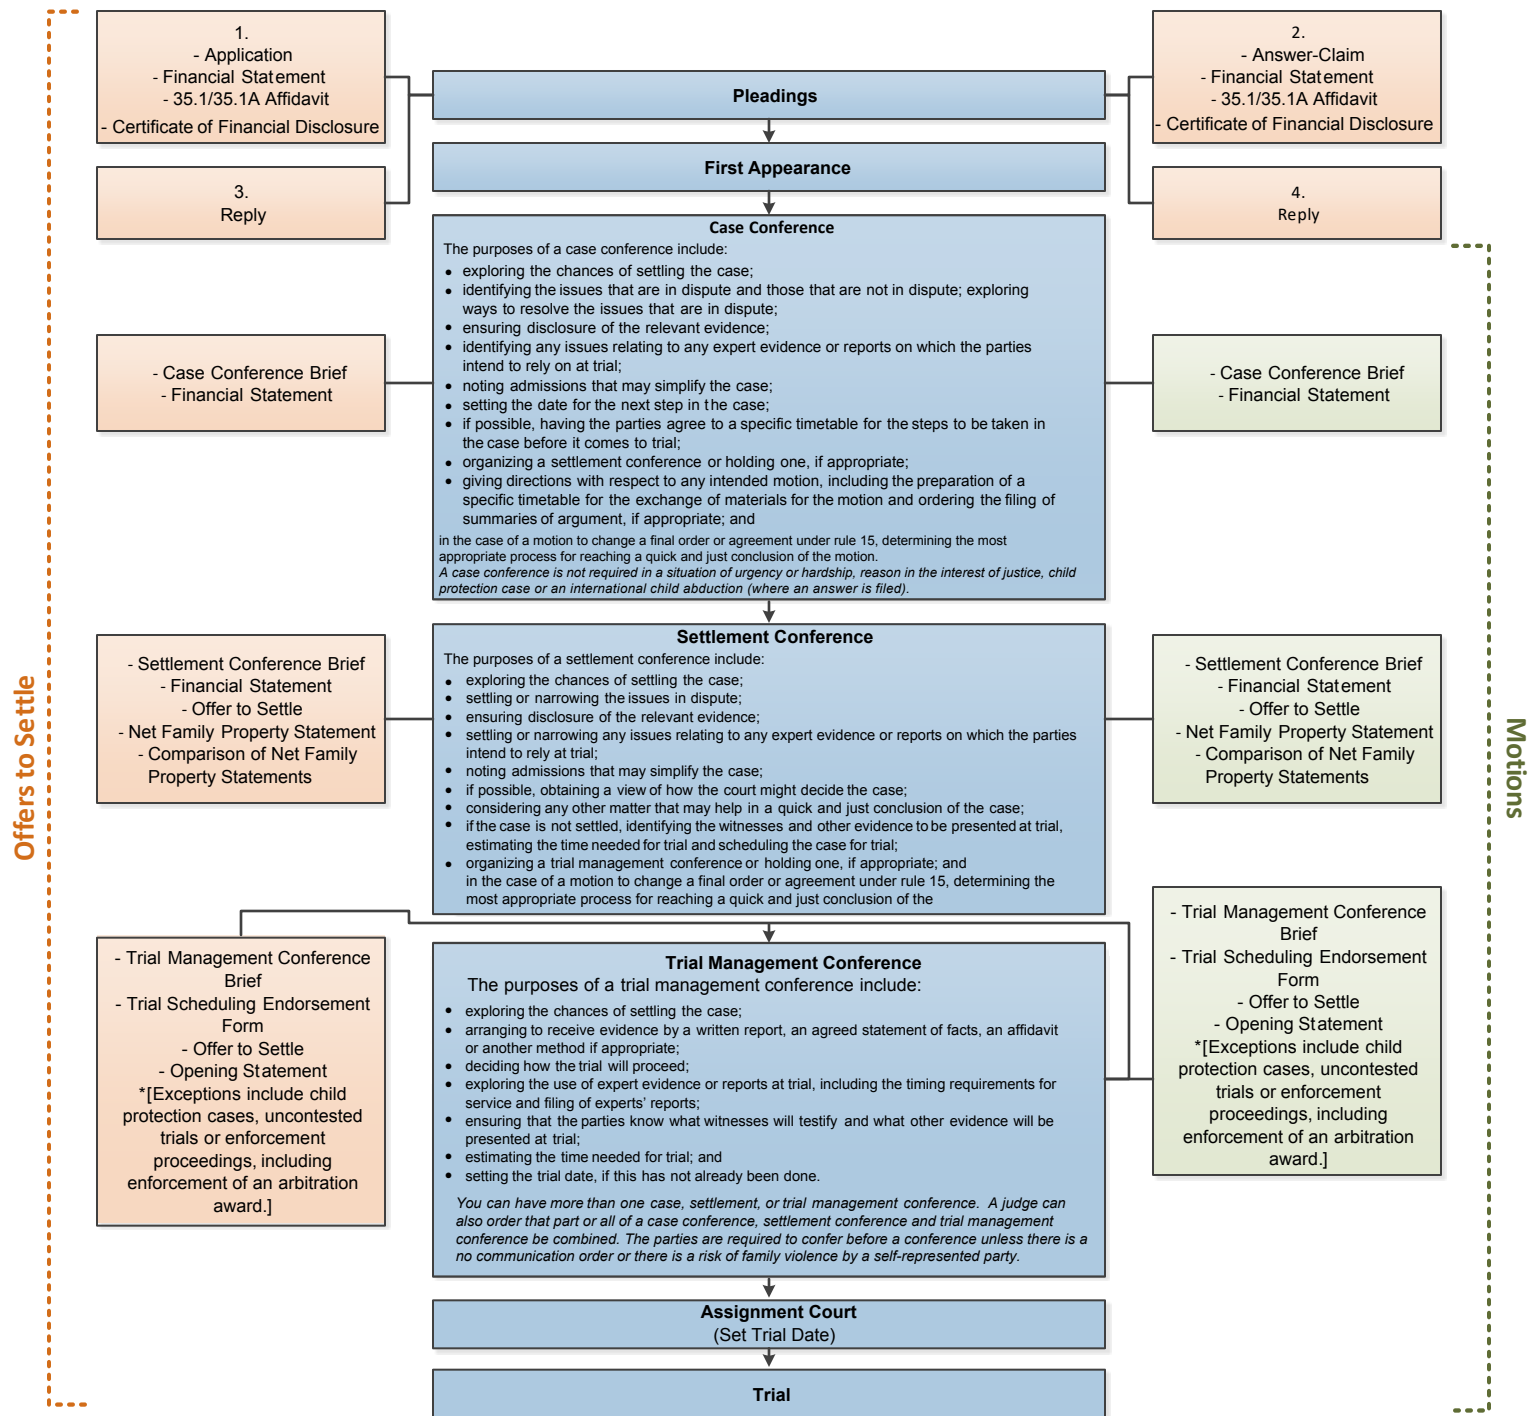 1.
- Application
- Financial Statement
- 35.1/35.1A Affidavit
- Certificate of Financial Disclosure
2.
- Answer-Claim
- Financial Statement
- 35.1/35.1A Affidavit
- Certificate of Financial Disclosure
Pleadings
First Appearance
3.
Reply
4.
Reply
Case Conference
The purposes of a case conference include:
• exploring the chances of settling the case;
• identifying the issues that are in dispute and those that are not in dispute; exploring
ways to resolve the issues that are in dispute;
• ensuring disclosure of the relevant evidence;
• identifying any issues relating to any expert evidence or reports on which the parties
intend to rely on at trial;
• noting admissions that may simplify the case;
• setting the date for the next step in the case;
• if possible, having the parties agree to a specific timetable for the steps to be taken in
the case before it comes to trial;
• organizing a settlement conference or holding one, if appropriate;
• giving directions with respect to any intended motion, including the preparation of a
specific timetable for the exchange of materials for the motion and ordering the filing of
summaries of argument, if appropriate; and
in the case of a motion to change a final order or agreement under rule 15, determining the most
appropriate process for reaching a quick and just conclusion of the motion.
A case conference is not required in a situation of urgency or hardship, reason in the interest of justice, child
protection case or an international child abduction (where an answer is filed).
- Case Conference Brief
- Financial Statement
- Case Conference Brief
- Financial Statement
Settlement Conference
The purposes of a settlement conference include:
• exploring the chances of settling the case;
• settling or narrowing the issues in dispute;
• ensuring disclosure of the relevant evidence;
• settling or narrowing any issues relating to any expert evidence or reports on which the parties
intend to rely at trial;
• noting admissions that may simplify the case;
• if possible, obtaining a view of how the court might decide the case;
• considering any other matter that may help in a quick and just conclusion of the case;
• if the case is not settled, identifying the witnesses and other evidence to be presented at trial,
estimating the time needed for trial and scheduling the case for trial;
• organizing a trial management conference or holding one, if appropriate; and
in the case of a motion to change a final order or agreement under rule 15, determining the
most appropriate process for reaching a quick and just conclusion of the
- Settlement Conference Brief
- Financial Statement
- Offer to Settle
- Net Family Property Statement
- Comparison of Net Family
Property Statements
- Settlement Conference Brief
- Financial Statement
- Offer to Settle
- Net Family Property Statement
- Comparison of Net Family
Property Statements
Offers to Settle
Motions
- Trial Management Conference
Brief
- Trial Scheduling Endorsement
Form
- Offer to Settle
- Opening Statement
*[Exceptions include child
protection cases, uncontested
trials or enforcement
proceedings, including
enforcement of an arbitration
award.]
Trial Management Conference
The purposes of a trial management conference include:
• exploring the chances of settling the case;
• arranging to receive evidence by a written report, an agreed statement of facts, an affidavit
or another method if appropriate;
• deciding how the trial will proceed;
• exploring the use of expert evidence or reports at trial, including the timing requirements for
service and filing of experts' reports;
• ensuring that the parties know what witnesses will testify and what other evidence will be
presented at trial;
• estimating the time needed for trial; and
• setting the trial date, if this has not already been done.
You can have more than one case, settlement, or trial management conference. A judge can
also order that part or all of a case conference, settlement conference and trial management
conference be combined. The parties are required to confer before a conference unless there is a
no communication order or there is a risk of family violence by a self-represented party.
- Trial Management Conference
Brief
- Trial Scheduling Endorsement
Form
- Offer to Settle
- Opening Statement
*[Exceptions include child
protection cases, uncontested
trials or enforcement
proceedings, including
enforcement of an arbitration
award.]
Assignment Court
(Set Trial Date)
Trial